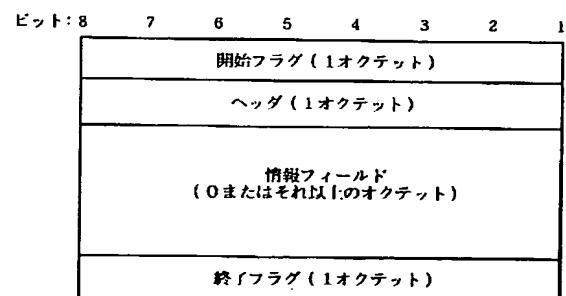 ビット: 8 7 6 5 4 3 2 1
開始フラグ (1オクテット)
ヘッダ (1オクテット)
情報フィールド
(0またはそれ以上のオクテット)
終了フラグ (1オクテット)